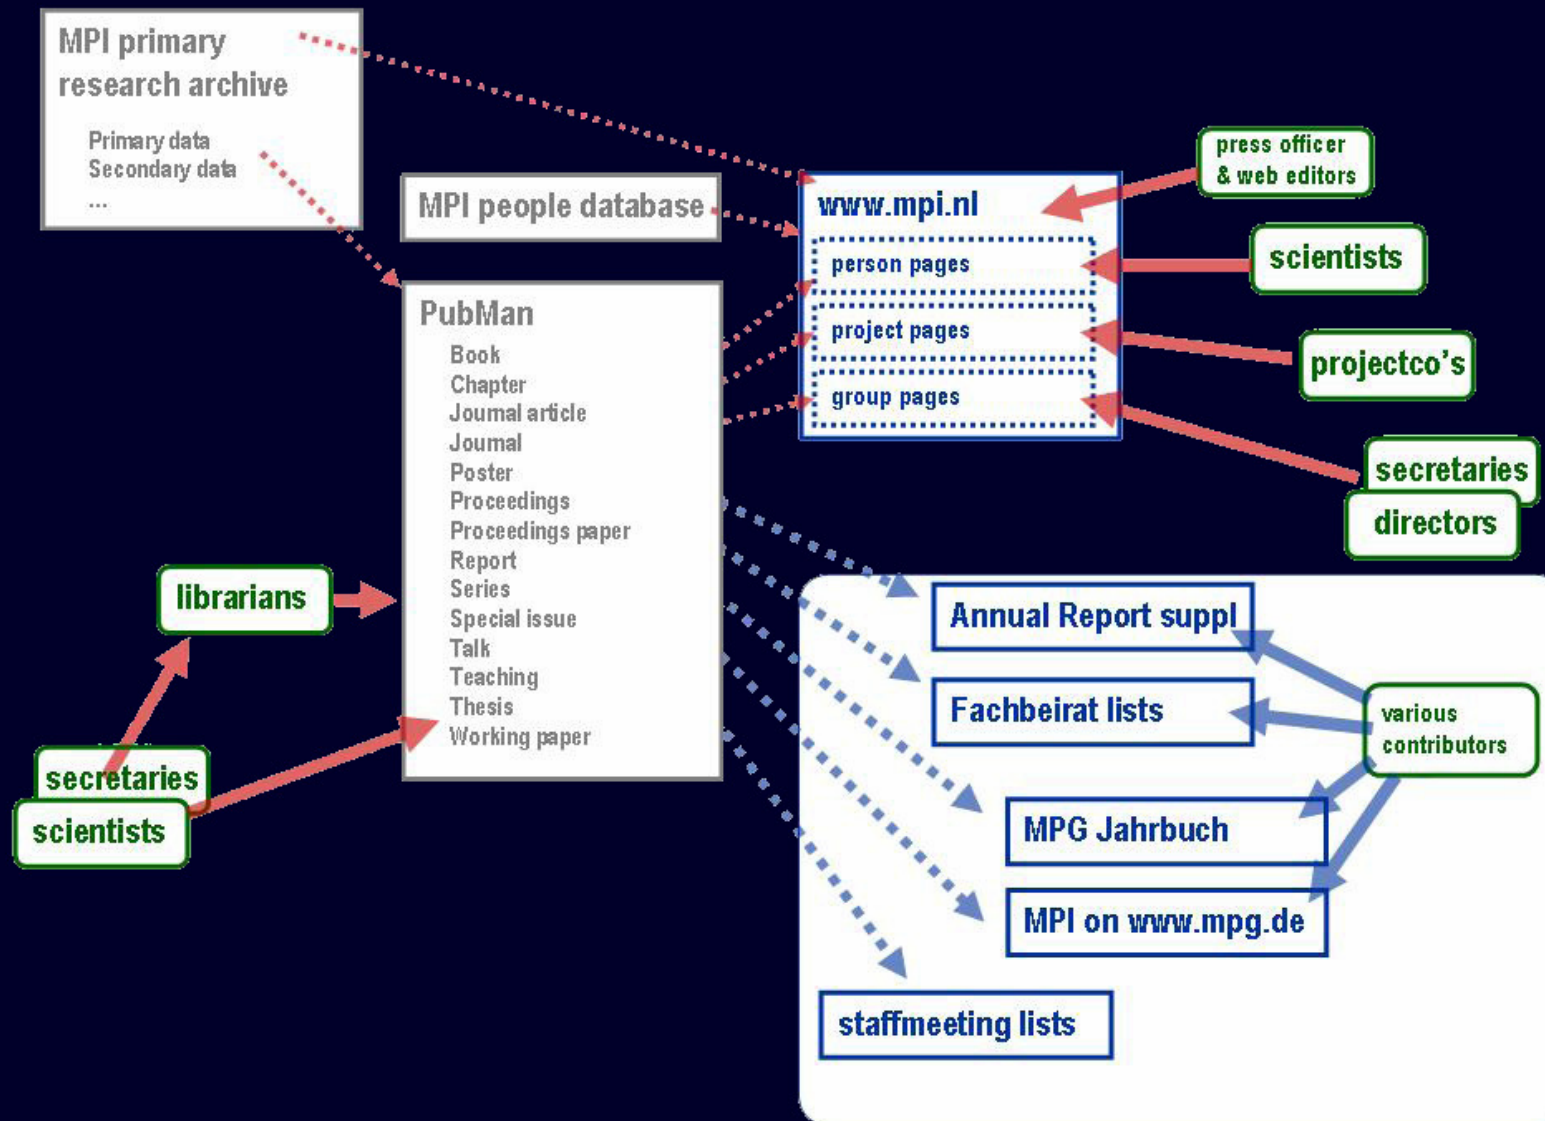 MPI primary
research archive
Primary data
Secondary data
...
MPI people database
PubMan
Book
Chapter
Journal article
Journal
Poster
Proceedings
Proceedings paper
Report
Series
Special issue
Talk
Teaching
Thesis
Working paper
librarians
secretaries
scientists
www.mpi.nl
person pages
project pages
group pages
press officer
& web editors
scientists
projectco's
secretaries
directors
Annual Report suppl
Fachbeirat lists
MPG Jahrbuch
MPI on www.mpg.de
staffmeeting lists
various
contributors